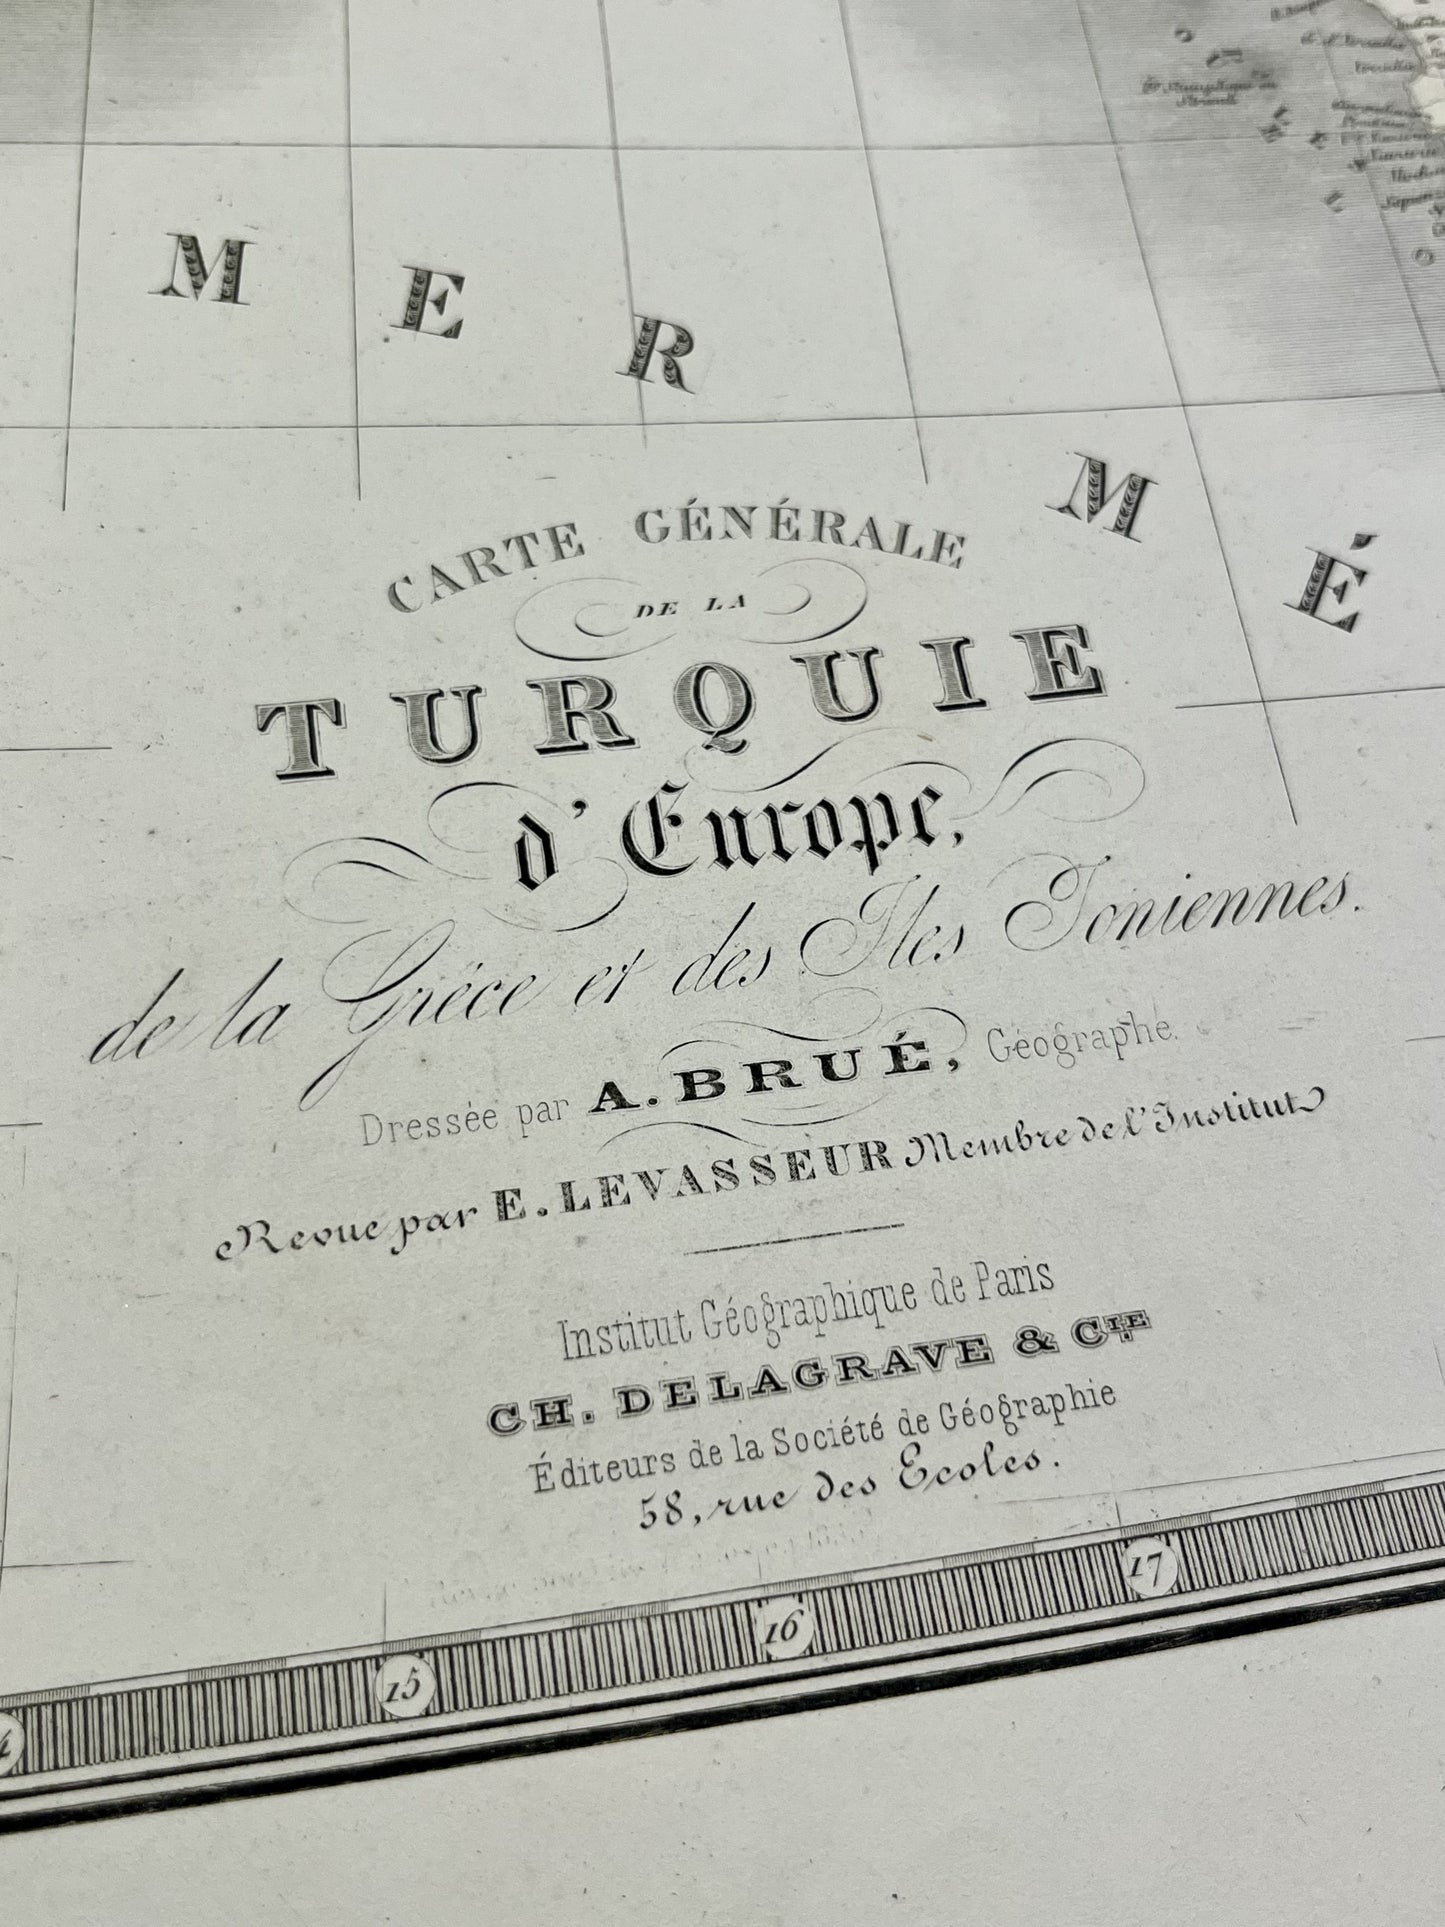 MER MÉ
CARTE GÉNÉRALE
DE LA
TURQUIE
d'Europe,
de la Grèce et des Iles Ioniennes.
Dressée par A. BRUÉ, Géographe.
Revue par E. LEVASSEUR Membre de l'Institut
Institut Géographique de Paris
CH. DELAGRAVE & CIE.
Éditeurs de la Société de Géographie
58, rue des Ecoles.
15 16 17